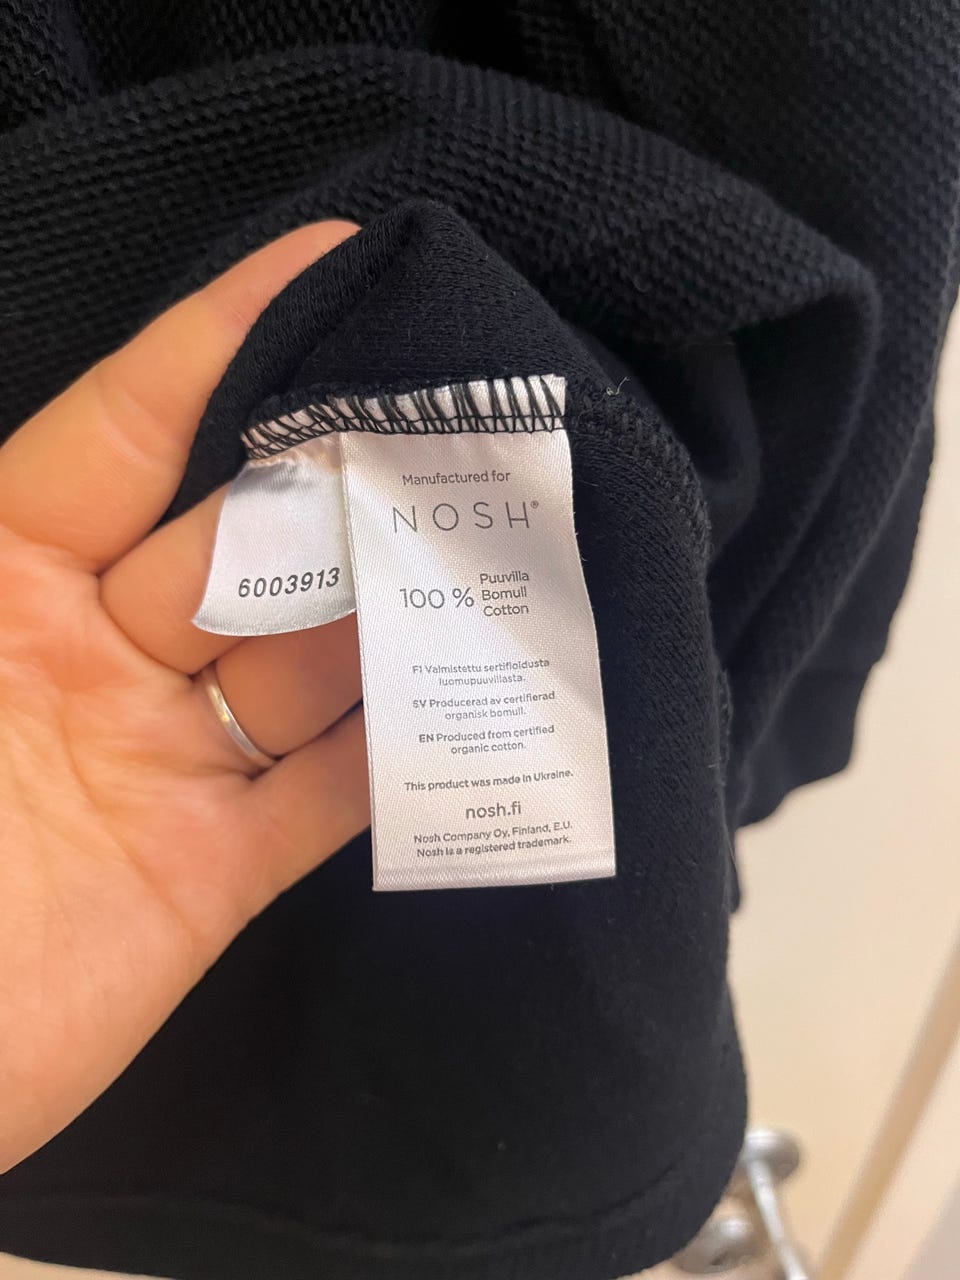 Manufactured for
NOSH®
6003913
100 % Puuvilla
Bomull
Cotton
FI Valmistettu sertifioidusta
luomupuuvillasta.
SV Producerad av certifierad
organisk bomull.
EN Produced from certified
organic cotton.
This product was made in Ukraine.
nosh.fi
Nosh Company Oy, Finland, E.U.
Nosh is a registered trademark.